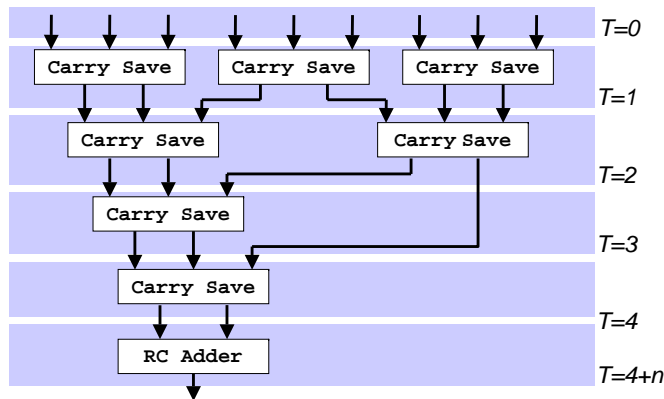 T=0
Carry Save
Carry Save
Carry Save
T=1
Carry Save
Carry Save
T=2
Carry Save
T=3
Carry Save
T=4
RC Adder
T=4+n